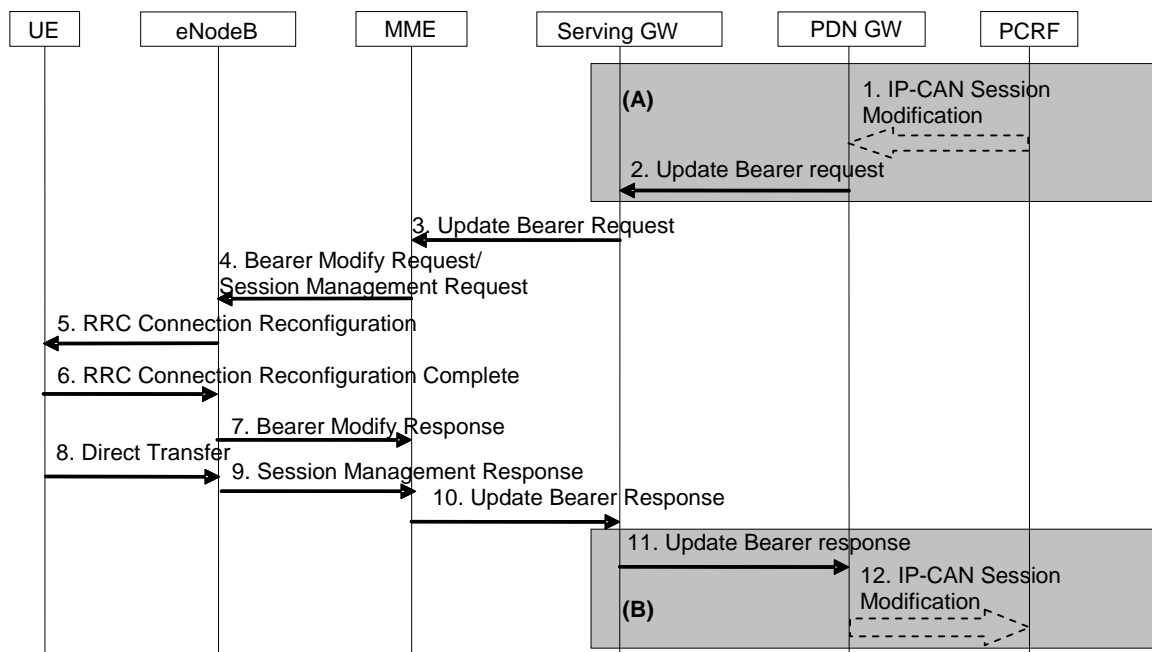 UE
eNodeB
MME
Serving GW
PDN GW
PCRF
(A)
1. IP-CAN Session
Modification
2. Update Bearer request
3. Update Bearer Request
4. Bearer Modify Request/
Session Management Request
5. RRC Connection Reconfiguration
6. RRC Connection Reconfiguration Complete
7. Bearer Modify Response
8. Direct Transfer
9. Session Management Response
10. Update Bearer Response
11. Update Bearer response
12. IP-CAN Session
Modification
(B)